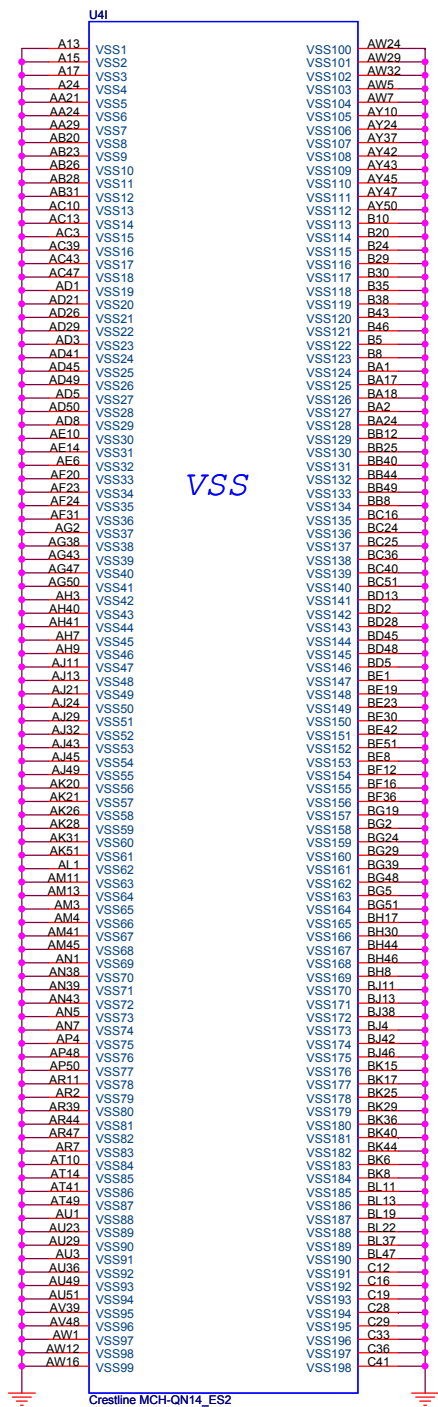 U4I
A13 VSS1 VSS100 AW24
A15 VSS2 VSS101 AW29
A17 VSS3 VSS102 AW32
A24 VSS4 VSS103 AW5
AA21 VSS5 VSS104 AW7
AA24 VSS6 VSS105 AY10
AA29 VSS7 VSS106 AY24
AB20 VSS8 VSS107 AY37
AB23 VSS9 VSS108 AY42
AB26 VSS10 VSS109 AY43
AB28 VSS11 VSS110 AY45
AB31 VSS12 VSS111 AY47
AC10 VSS13 VSS112 AY50
AC13 VSS14 VSS113 B10
AC3 VSS15 VSS114 B20
AC39 VSS16 VSS115 B24
AC43 VSS17 VSS116 B29
AC47 VSS18 VSS117 B30
AD1 VSS19 VSS118 B35
AD21 VSS20 VSS119 B38
AD26 VSS21 VSS120 B43
AD29 VSS22 VSS121 B46
AD3 VSS23 VSS122 B5
AD41 VSS24 VSS123 B8
AD45 VSS25 VSS124 BA1
AD49 VSS26 VSS125 BA17
AD5 VSS27 VSS126 BA18
AD50 VSS28 VSS127 BA2
AD8 VSS29 VSS128 BA24
AE10 VSS30 VSS129 BB12
AE14 VSS31 VSS130 BB25
AE6 VSS32 VSS131 BB40
AF20 VSS33 VSS132 BB44
AF23 VSS34 VSS133 BB49
AF24 VSS35 VSS134 BB8
AF31 VSS36 VSS135 BC16
AG2 VSS37 VSS136 BC24
AG38 VSS38 VSS137 BC25
AG43 VSS39 VSS138 BC36
AG47 VSS40 VSS139 BC40
AG50 VSS41 VSS140 BC51
AH3 VSS42 VSS141 BD13
AH40 VSS43 VSS142 BD2
AH41 VSS44 VSS143 BD28
AH7 VSS45 VSS144 BD45
AH9 VSS46 VSS145 BD48
AJ11 VSS47 VSS146 BD5
AJ13 VSS48 VSS147 BE1
AJ21 VSS49 VSS148 BE19
AJ24 VSS50 VSS149 BE23
AJ29 VSS51 VSS150 BE30
AJ32 VSS52 VSS151 BE42
AJ43 VSS53 VSS152 BE51
AJ45 VSS54 VSS153 BE8
AJ49 VSS55 VSS154 BF12
AK20 VSS56 VSS155 BF16
AK21 VSS57 VSS156 BF36
AK26 VSS58 VSS157 BG19
AK28 VSS59 VSS158 BG2
AK31 VSS60 VSS159 BG24
AK51 VSS61 VSS160 BG29
AL1 VSS62 VSS161 BG39
AM11 VSS63 VSS162 BG48
AM13 VSS64 VSS163 BG5
AM3 VSS65 VSS164 BG51
AM4 VSS66 VSS165 BH17
AM41 VSS67 VSS166 BH30
AM45 VSS68 VSS167 BH44
AN1 VSS69 VSS168 BH46
AN38 VSS70 VSS169 BH8
AN39 VSS71 VSS170 BJ11
AN43 VSS72 VSS171 BJ13
AN5 VSS73 VSS172 BJ38
AN7 VSS74 VSS173 BJ4
AP4 VSS75 VSS174 BJ42
AP48 VSS76 VSS175 BJ46
AP50 VSS77 VSS176 BK15
AR11 VSS78 VSS177 BK17
AR2 VSS79 VSS178 BK25
AR39 VSS80 VSS179 BK29
AR44 VSS81 VSS180 BK36
AR47 VSS82 VSS181 BK40
AR7 VSS83 VSS182 BK44
AT10 VSS84 VSS183 BK6
AT14 VSS85 VSS184 BK8
AT41 VSS86 VSS185 BL11
AT49 VSS87 VSS186 BL13
AU1 VSS88 VSS187 BL19
AU23 VSS89 VSS188 BL22
AU29 VSS90 VSS189 BL37
AU3 VSS91 VSS190 BL47
AU36 VSS92 VSS191 C12
AU49 VSS93 VSS192 C16
AU51 VSS94 VSS193 C19
AV39 VSS95 VSS194 C28
AV48 VSS96 VSS195 C29
AW1 VSS97 VSS196 C33
AW12 VSS98 VSS197 C36
AW16 VSS99 VSS198 C41
VSS
Crestline MCH-QN14_ES2